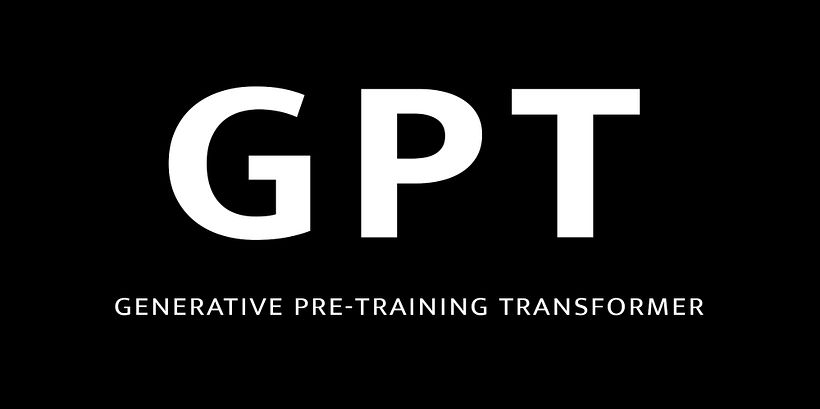 GPT
GENERATIVE PRE-TRAINING TRANSFORMER